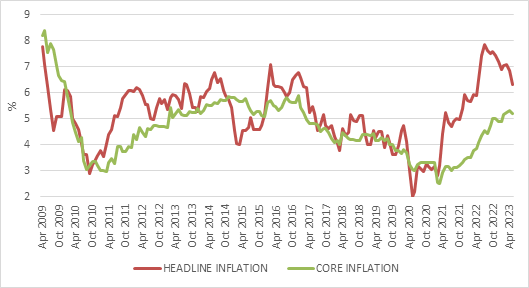 9
8
7
6
5
4
3
2
%
Apr 2009
Oct 2009
Apr 2010
Oct 2010
Apr 2011
Oct 2011
Apr 2012
Oct 2012
Apr 2013
Oct 2013
Apr 2014
Oct 2014
Apr 2015
Oct 2015
Apr 2016
Oct 2016
Apr 2017
Oct 2017
Apr 2018
Oct 2018
Apr 2019
Oct 2019
Apr 2020
Oct 2020
Apr 2021
Oct 2021
Apr 2022
Oct 2022
Apr 2023
HEADLINE INFLATION CORE INFLATION